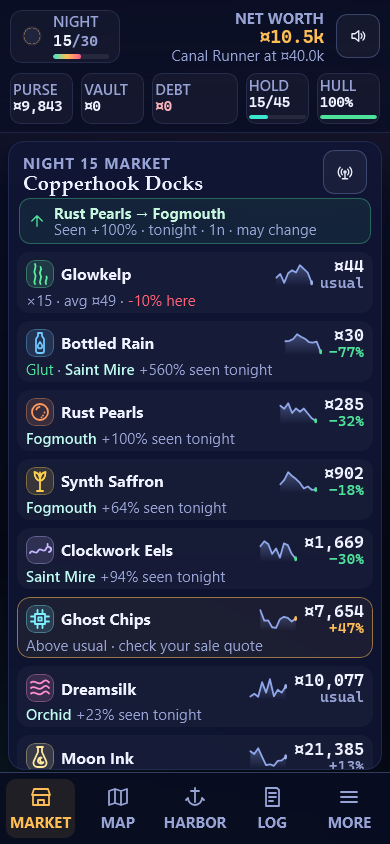 NIGHT
15/30
NET WORTH
¤10.5k
Canal Runner at ¤40.0k
PURSE
¤9,843
VAULT
¤0
DEBT
¤0
HOLD
15/45
HULL
100%
NIGHT 15 MARKET
Copperhook Docks
Rust Pearls → Fogmouth
Seen +100% · tonight · 1n · may change
Glowkelp
¤44
×15 · avg ¤49 · -10% here
usual
Bottled Rain
¤30
−77%
Glut · Saint Mire +560% seen tonight
Rust Pearls
¤285
−32%
Fogmouth +100% seen tonight
Synth Saffron
¤902
−18%
Fogmouth +64% seen tonight
Clockwork Eels
¤1,669
−30%
Saint Mire +94% seen tonight
Ghost Chips
¤7,654
+47%
Above usual · check your sale quote
Dreamsilk
¤10,077
usual
Orchid +23% seen tonight
Moon Ink
¤21,385
+13%
MARKET
MAP
HARBOR
LOG
MORE